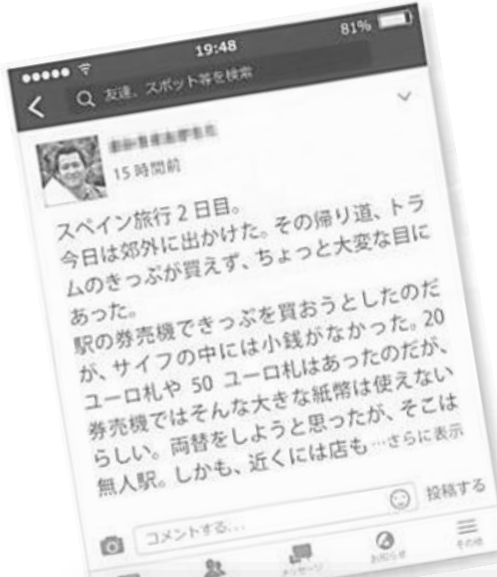 19:48
81%
友達、スポット等を検索
15 時間前
スペイン旅行 2 日目。
今日は郊外に出かけた。その帰り道、トラ
ムのきっぷが買えず、ちょっと大変な目に
あった。
駅の券売機できっぷを買おうとしたのだ
が、サイフの中には小銭がなかった。20
ユーロ札や 50 ユーロ札はあったのだが、
券売機ではそんな大きな紙幣は使えない
らしい。両替をしようと思ったが、そこは
無人駅。しかも、近くには店も …さらに表示
コメントする...
投稿する
メッセージ
お知らせ
その他